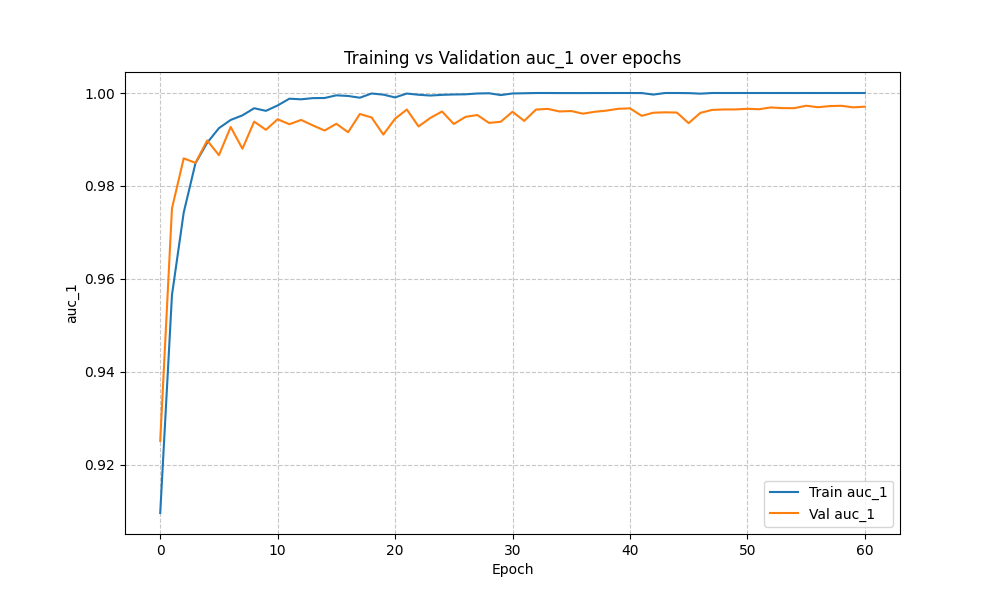 Training vs Validation auc_1 over epochs
auc_1
1.00
0.98
0.96
0.94
0.92
0 10 20 30 40 50 60
Epoch
Train auc_1
Val auc_1